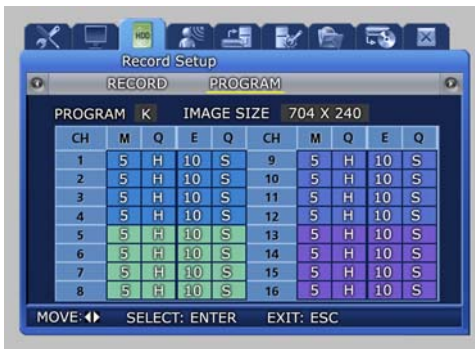 HDD
Record Setup
RECORD PROGRAM
PROGRAM K IMAGE SIZE 704 X 240
CH M Q E Q CH M Q E Q
1 5 H 10 S 9 5 H 10 S
2 5 H 10 S 10 5 H 10 S
3 5 H 10 S 11 5 H 10 S
4 5 H 10 S 12 5 H 10 S
5 5 H 10 S 13 5 H 10 S
6 5 H 10 S 14 5 H 10 S
7 5 H 10 S 15 5 H 10 S
8 5 H 10 S 16 5 H 10 S
MOVE: SELECT: ENTER EXIT: ESC